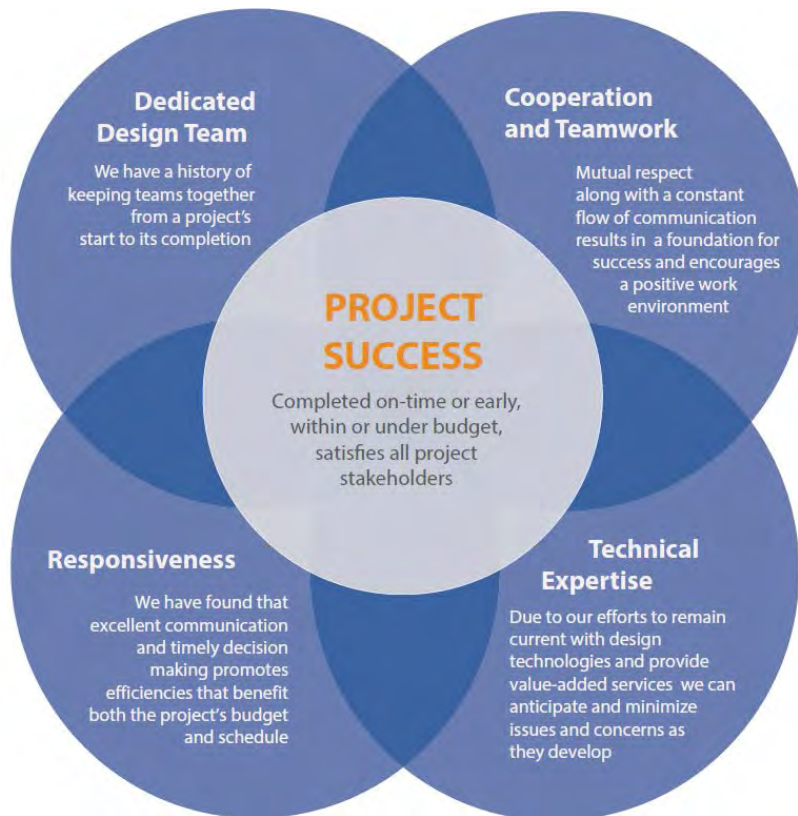 Dedicated
Design Team
We have a history of
keeping teams together
from a project's
start to its completion
Cooperation
and Teamwork
Mutual respect
along with a constant
flow of communication
results in a foundation for
success and encourages
a positive work
environment
PROJECT
SUCCESS
Completed on-time or early,
within or under budget,
satisfies all project
stakeholders
Responsiveness
We have found that
excellent communication
and timely decision
making promotes
efficiencies that benefit
both the project's budget
and schedule
Technical
Expertise
Due to our efforts to remain
current with design
technologies and provide
value-added services we can
anticipate and minimize
issues and concerns as
they develop